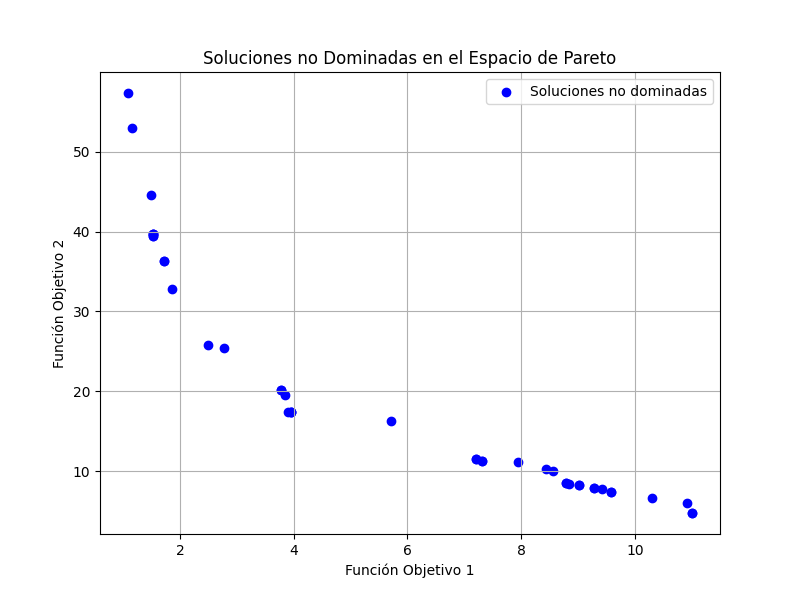 Soluciones no Dominadas en el Espacio de Pareto
Soluciones no dominadas
50
40
30
20
10
Función Objetivo 2
2 4 6 8 10
Función Objetivo 1